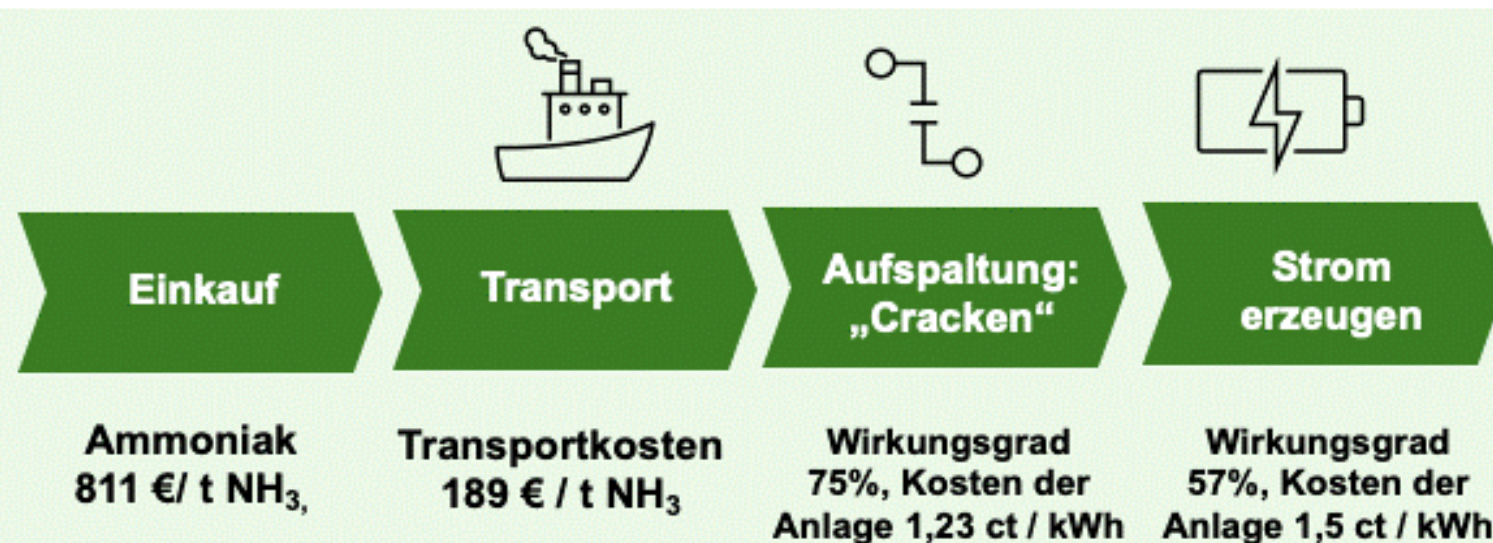 Einkauf
Transport
Aufspaltung:
„Cracken“
Strom
erzeugen
Ammoniak
811 €/ t NH₃,
Transportkosten
189 € / t NH₃
Wirkungsgrad
75%, Kosten der
Anlage 1,23 ct / kWh
Wirkungsgrad
57%, Kosten der
Anlage 1,5 ct / kWh